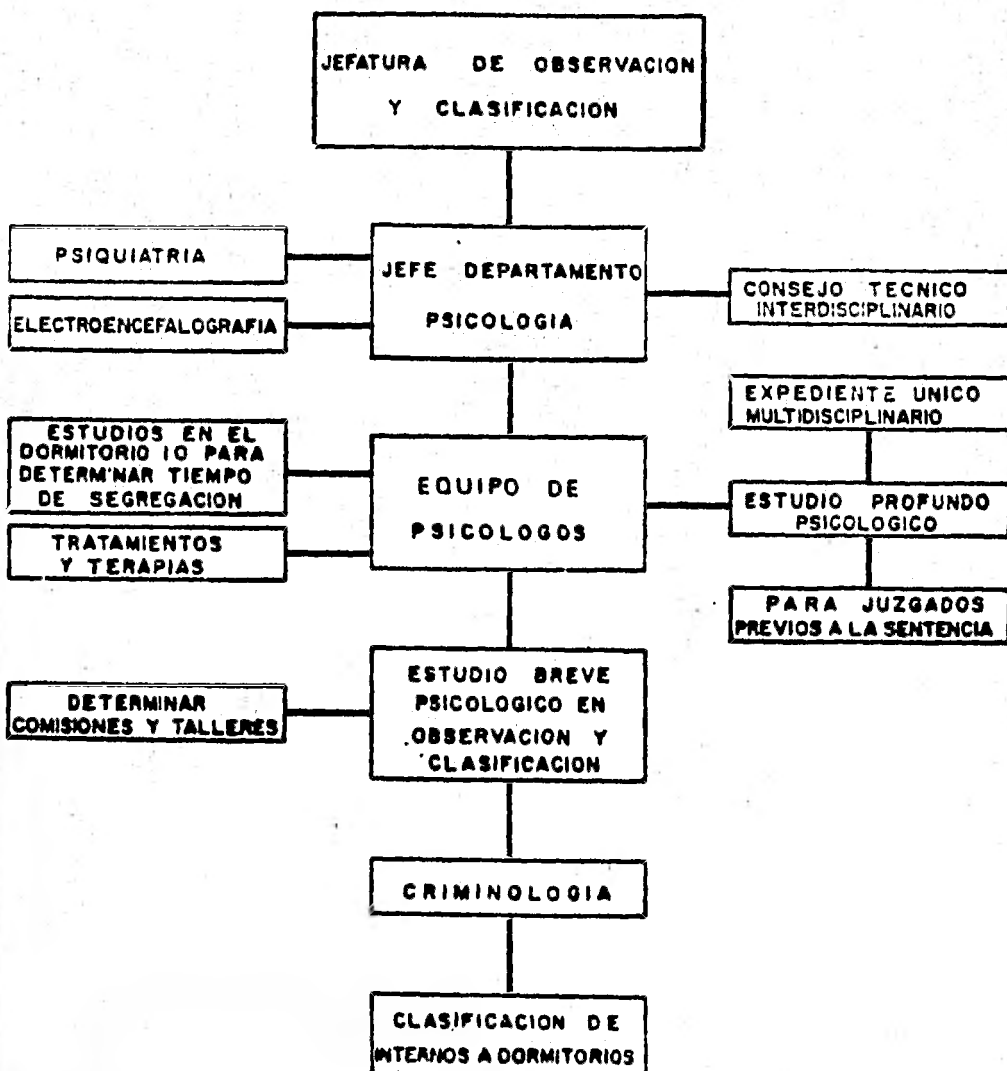 JEFATURA DE OBSERVACION
Y CLASIFICACION
PSIQUIATRIA
ELECTROENCEFALOGRAFIA
JEFE DEPARTAMENTO
PSICOLOGIA
CONSEJO TECNICO
INTERDISCIPLINARIO
EXPEDIENTE UNICO
MULTIDISCIPLINARIO
ESTUDIOS EN EL
DORMITORIO 10 PARA
DETERMINAR TIEMPO
DE SEGREGACION
TRATAMIENTOS
Y TERAPIAS
EQUIPO DE
PSICOLOGOS
ESTUDIO PROFUNDO
PSICOLOGICO
PARA JUZGADOS
PREVIOS A LA SENTENCIA
DETERMINAR
COMISIONES Y TALLERES
ESTUDIO BREVE
PSICOLOGICO EN
OBSERVACION Y
CLASIFICACION
CRIMINOLOGIA
CLASIFICACION DE
INTERNOS A DORMITORIOS